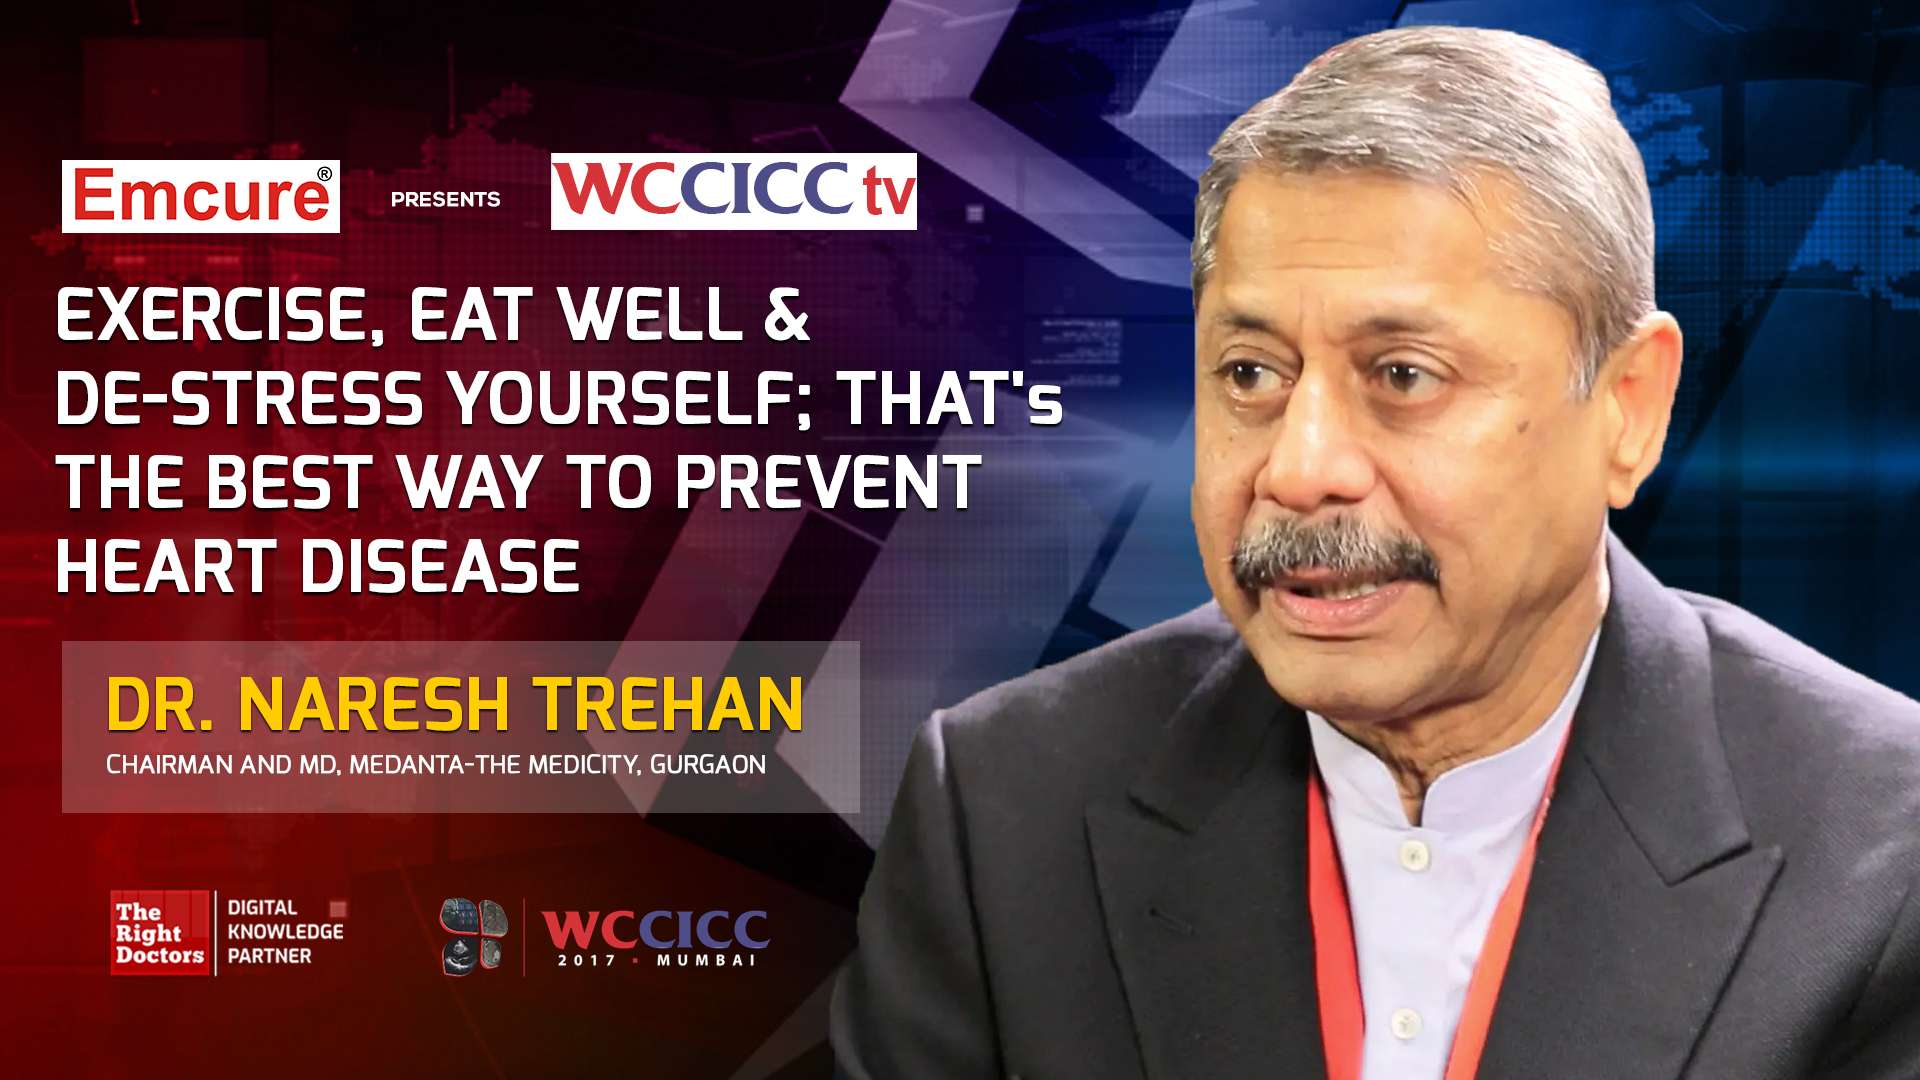 Emcure®
PRESENTS
WCCICC tv
EXERCISE, EAT WELL &
DE-STRESS YOURSELF; THAT's
THE BEST WAY TO PREVENT
HEART DISEASE
DR. NARESH TREHAN
CHAIRMAN AND MD, MEDANTA-THE MEDICITY, GURGAON
The
Right
Doctors
DIGITAL
KNOWLEDGE
PARTNER
WCCICC
2017 • MUMBAI